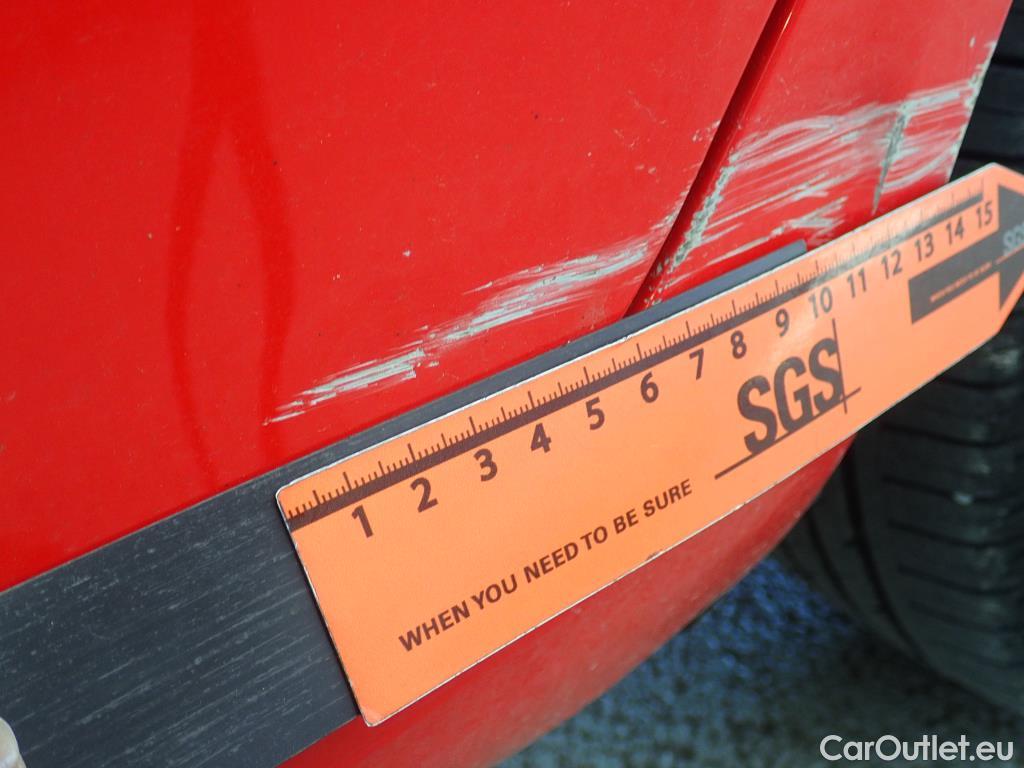 1 2 3 4 5 6 7 8 9 10 11 12 13 14 15
SGS
SGS
WHEN YOU NEED TO BE SURE
CarOutlet.eu